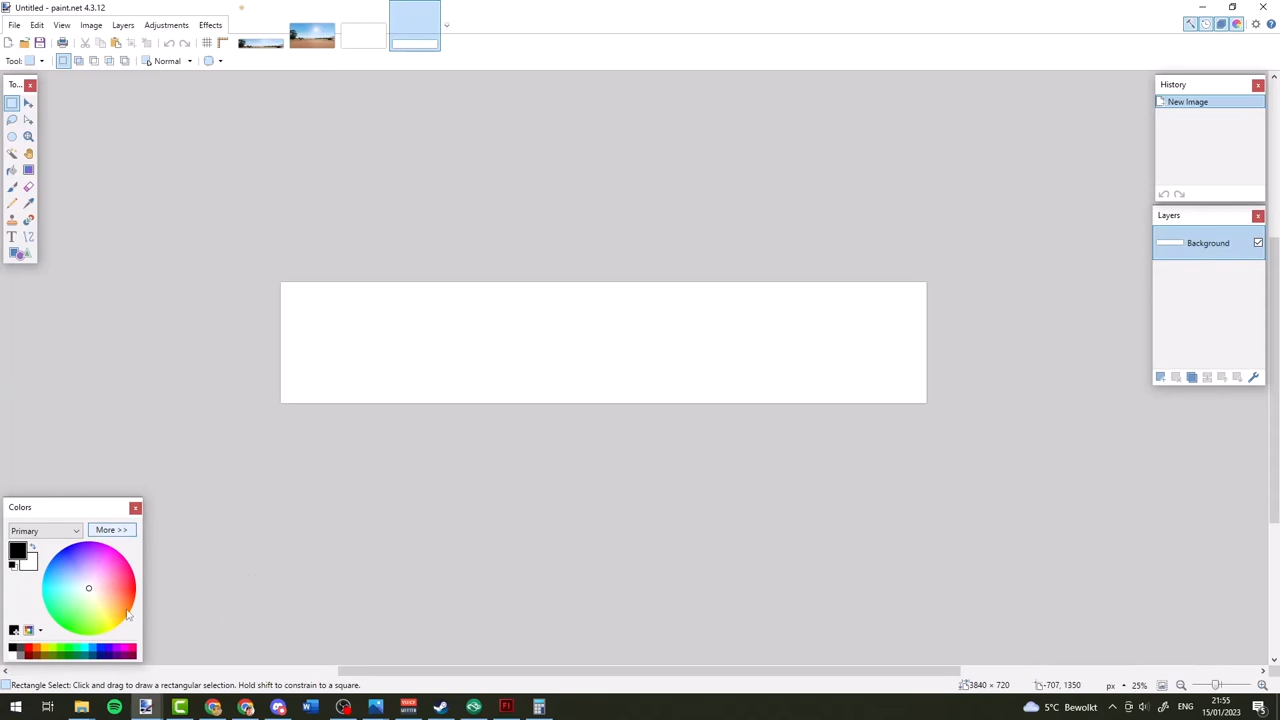 Untitled - paint.net 4.3.12
File Edit View Image Layers Adjustments Effects
Tool: Normal
To...
History
New Image
Layers
Background
Colors
Primary More >>
Rectangle Select: Click and drag to draw a rectangular selection. Hold shift to constrain to a square.
3840 × 720 -707, 1350 px 25%
5°C Bewolkt ENG 21:55
15/01/2023